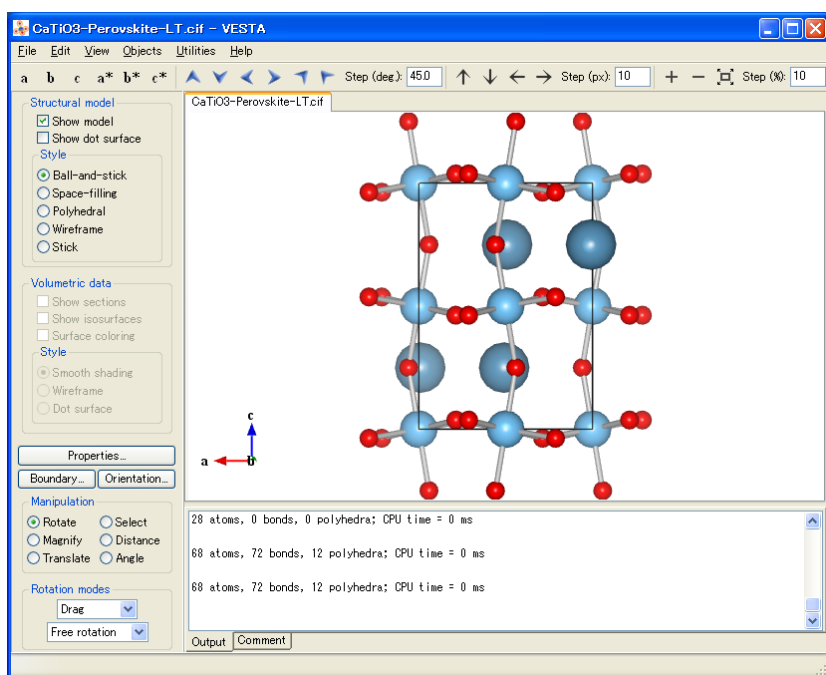 CaTiO3-Perovskite-LT.cif - VESTA
File Edit View Objects Utilities Help
a b c a* b* c* Step (deg.): 45.0 Step (px): 10 Step (%): 10
Structural model
Show model
Show dot surface
Style
Ball-and-stick
Space-filling
Polyhedral
Wireframe
Stick
Volumetric data
Show sections
Show isosurfaces
Surface coloring
Style
Smooth shading
Wireframe
Dot surface
Properties...
Boundary... Orientation...
Manipulation
Rotate Select
Magnify Distance
Translate Angle
Rotation modes
Drag
Free rotation
CaTiO3-Perovskite-LT.cif
c
a b
28 atoms, 0 bonds, 0 polyhedra; CPU time = 0 ms
68 atoms, 72 bonds, 12 polyhedra; CPU time = 0 ms
68 atoms, 72 bonds, 12 polyhedra; CPU time = 0 ms
Output Comment